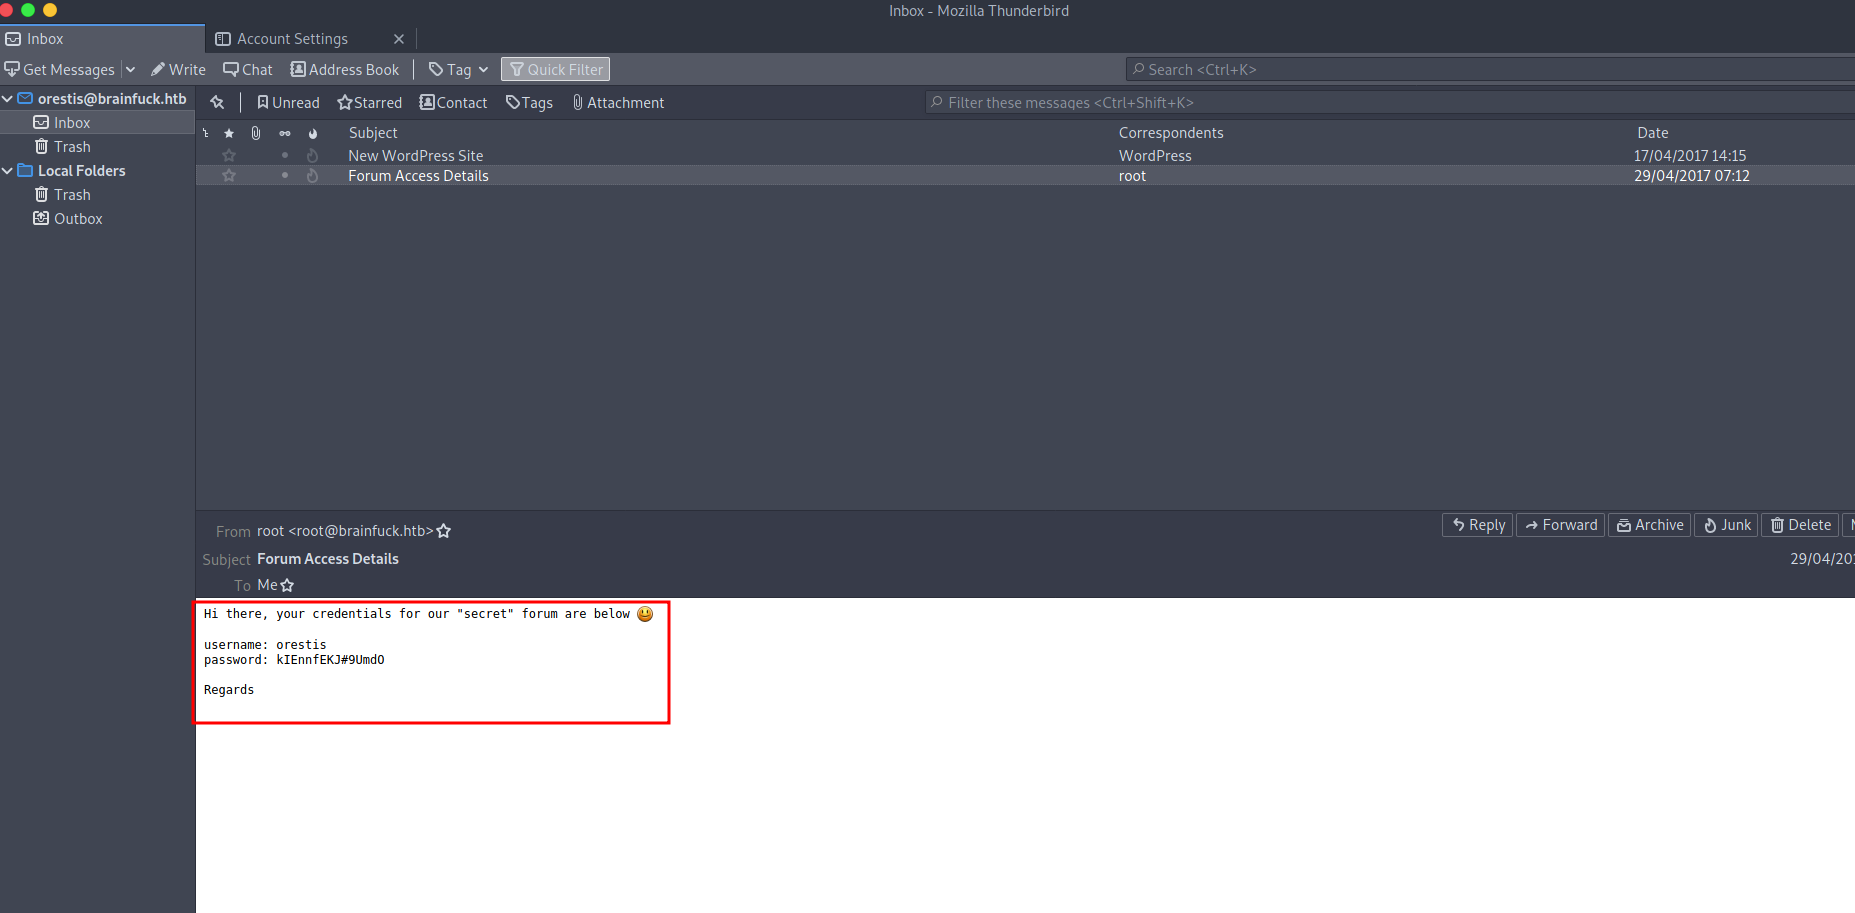 Inbox - Mozilla Thunderbird
Inbox
Account Settings
Get Messages
Write
Chat
Address Book
Tag
Quick Filter
Search <Ctrl+K>
orestis@brainfuck.htb
Inbox
Trash
Local Folders
Trash
Outbox
Unread
Starred
Contact
Tags
Attachment
Filter these messages <Ctrl+Shift+K>
Subject Correspondents Date
New WordPress Site WordPress 17/04/2017 14:15
Forum Access Details root 29/04/2017 07:12
From root <root@brainfuck.htb>
Reply
Forward
Archive
Junk
Delete
Subject Forum Access Details
29/04/201
To Me
Hi there, your credentials for our "secret" forum are below 😃
username: orestis
password: kIEnnfEKJ#9UmdO
Regards